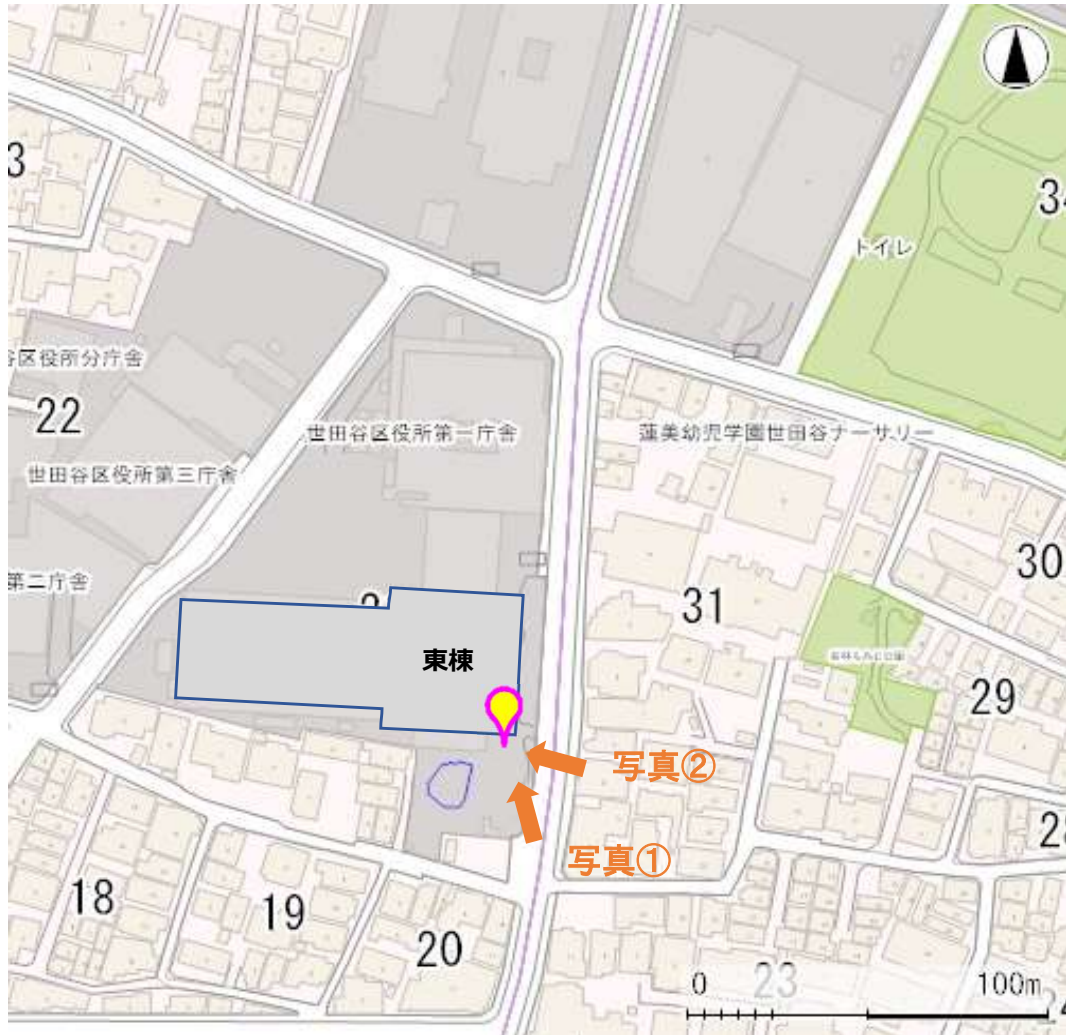 3
34
トイレ
谷区役所分庁舎
22
世田谷区役所第一庁舎
蓮美幼児学園世田谷ナーサリー
世田谷区役所第三庁舎
第二庁舎
30
31
東棟
29
写真②
写真①
28
18
19
20
0
23
100m